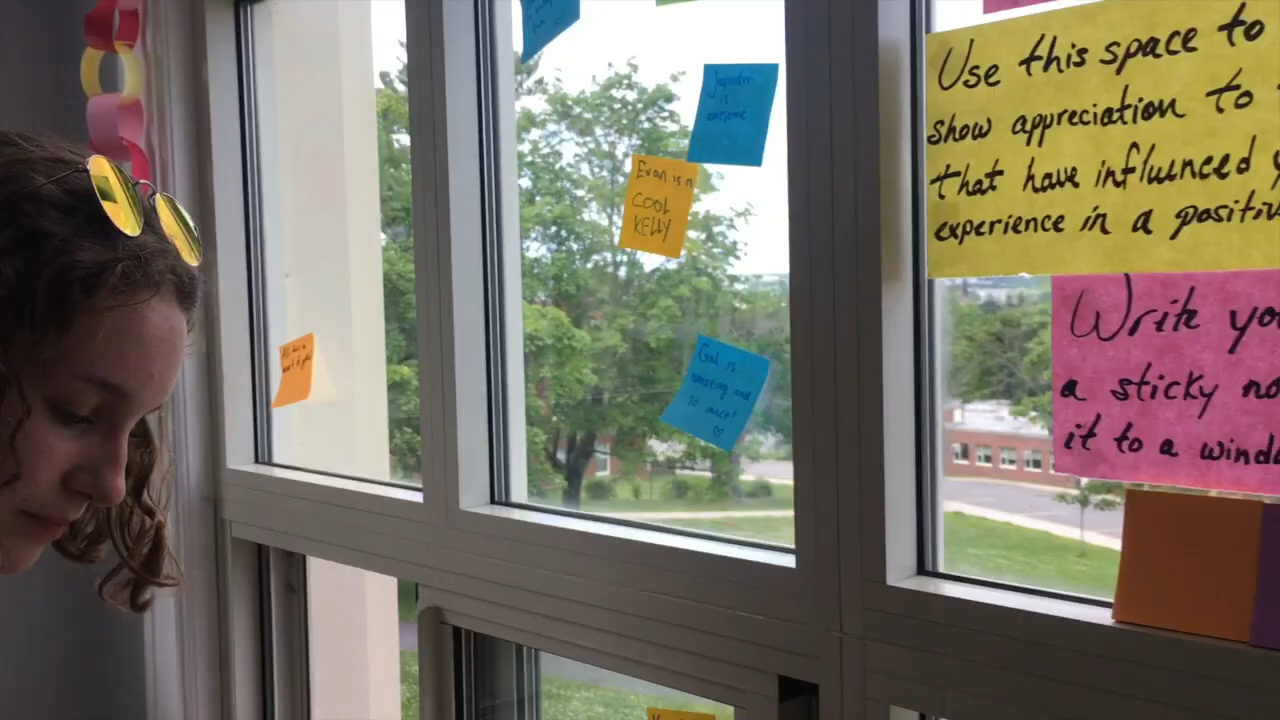 Use this space to
show appreciation to
that have influenced
experience in a positiv
Write yo
a sticky no
it to a windo
is
awesome
Evan is a
COOL
KELLY
Gal is
amazing and
so nice!